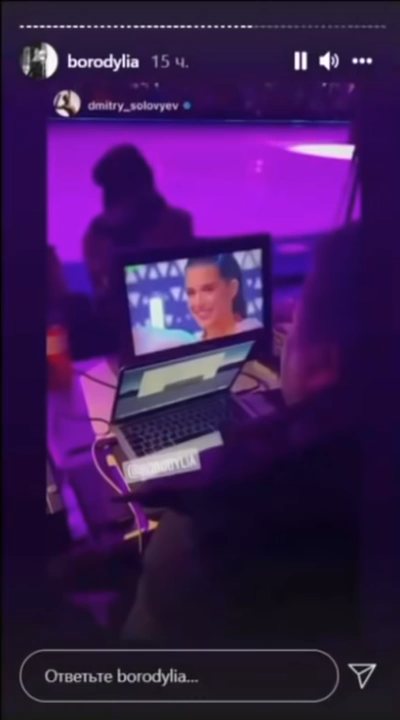 borodylia 15 ч.
dmitry_solovyev
@BORODYLIA
Ответьте borodylia...